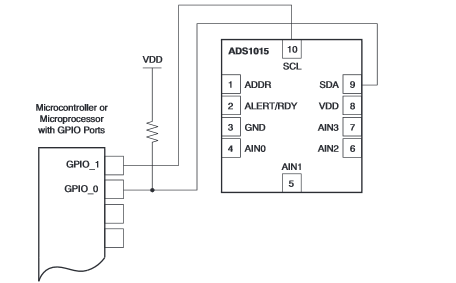 ADS1015
10
SCL
VDD
1 ADDR
SDA 9
2 ALERT/RDY
VDD 8
3 GND
AIN3 7
4 AIN0
AIN2 6
AIN1
5
Microcontroller or
Microprocessor
with GPIO Ports
GPIO_1
GPIO_0